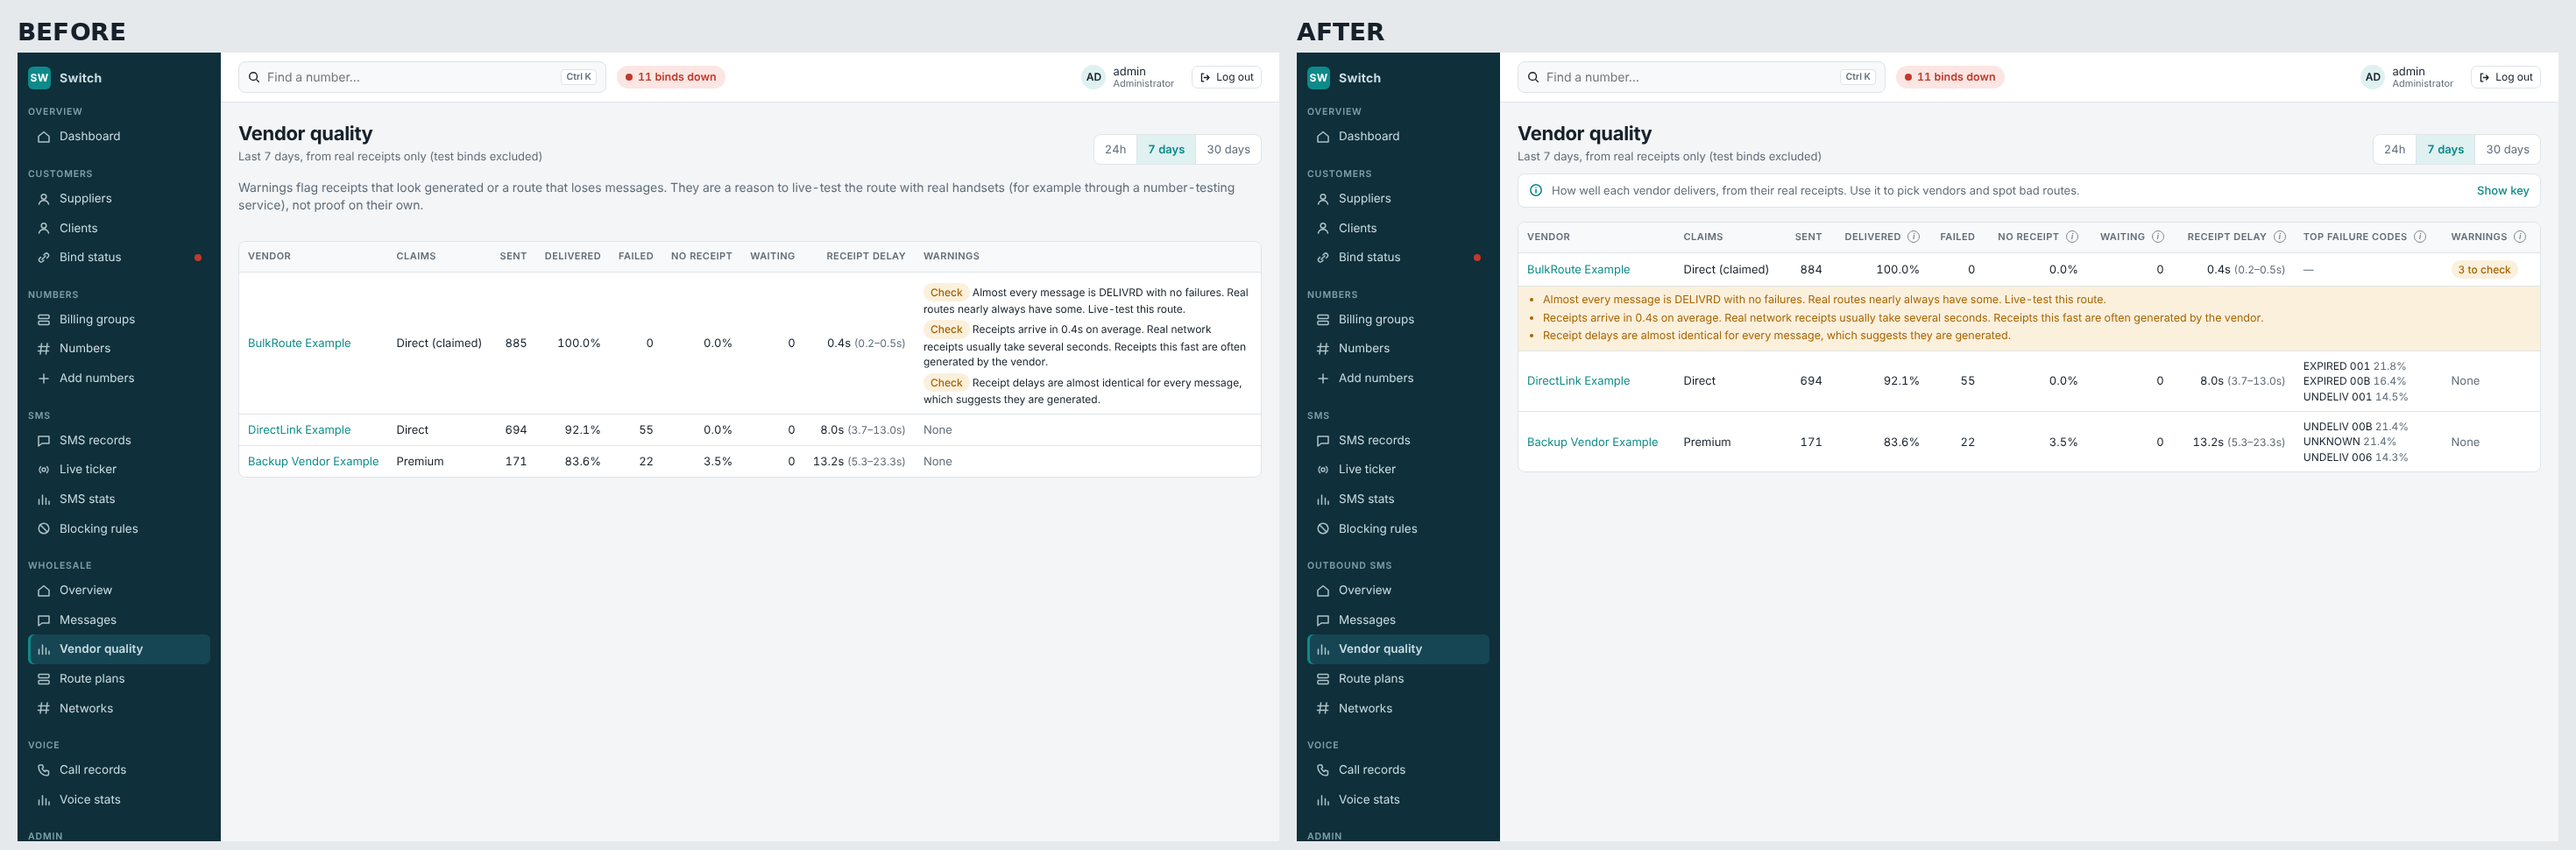 BEFORE
SW Switch
OVERVIEW
Dashboard
CUSTOMERS
Suppliers
Clients
Bind status
NUMBERS
Billing groups
Numbers
Add numbers
SMS
SMS records
Live ticker
SMS stats
Blocking rules
WHOLESALE
Overview
Messages
Vendor quality
Route plans
Networks
VOICE
Call records
Voice stats
ADMIN
Find a number... Ctrl K 11 binds down AD admin Log out
Administrator
Vendor quality
Last 7 days, from real receipts only (test binds excluded)
24h 7 days 30 days
Warnings flag receipts that look generated or a route that loses messages. They are a reason to live-test the route with real handsets (for example through a number-testing
service), not proof on their own.
VENDOR CLAIMS SENT DELIVERED FAILED NO RECEIPT WAITING RECEIPT DELAY WARNINGS
BulkRoute Example Direct (claimed) 885 100.0% 0 0.0% 0 0.4s (0.2–0.5s)
Check Almost every message is DELIVRD with no failures. Real
routes nearly always have some. Live-test this route.
Check Receipts arrive in 0.4s on average. Real network
receipts usually take several seconds. Receipts this fast are often
generated by the vendor.
Check Receipt delays are almost identical for every message,
which suggests they are generated.
DirectLink Example Direct 694 92.1% 55 0.0% 0 8.0s (3.7–13.0s) None
Backup Vendor Example Premium 171 83.6% 22 3.5% 0 13.2s (5.3–23.3s) None
AFTER
SW Switch
OVERVIEW
Dashboard
CUSTOMERS
Suppliers
Clients
Bind status
NUMBERS
Billing groups
Numbers
Add numbers
SMS
SMS records
Live ticker
SMS stats
Blocking rules
OUTBOUND SMS
Overview
Messages
Vendor quality
Route plans
Networks
VOICE
Call records
Voice stats
ADMIN
Find a number... Ctrl K 11 binds down AD admin Log out
Administrator
Vendor quality
Last 7 days, from real receipts only (test binds excluded)
24h 7 days 30 days
How well each vendor delivers, from their real receipts. Use it to pick vendors and spot bad routes. Show key
VENDOR CLAIMS SENT DELIVERED i FAILED NO RECEIPT i WAITING i RECEIPT DELAY i TOP FAILURE CODES i WARNINGS i
BulkRoute Example Direct (claimed) 884 100.0% 0 0.0% 0 0.4s (0.2–0.5s) — 3 to check
• Almost every message is DELIVRD with no failures. Real routes nearly always have some. Live-test this route.
• Receipts arrive in 0.4s on average. Real network receipts usually take several seconds. Receipts this fast are often generated by the vendor.
• Receipt delays are almost identical for every message, which suggests they are generated.
DirectLink Example Direct 694 92.1% 55 0.0% 0 8.0s (3.7–13.0s)
EXPIRED 001 21.8%
EXPIRED 00B 16.4%
UNDELIV 001 14.5%
None
Backup Vendor Example Premium 171 83.6% 22 3.5% 0 13.2s (5.3–23.3s)
UNDELIV 00B 21.4%
UNKNOWN 21.4%
UNDELIV 006 14.3%
None